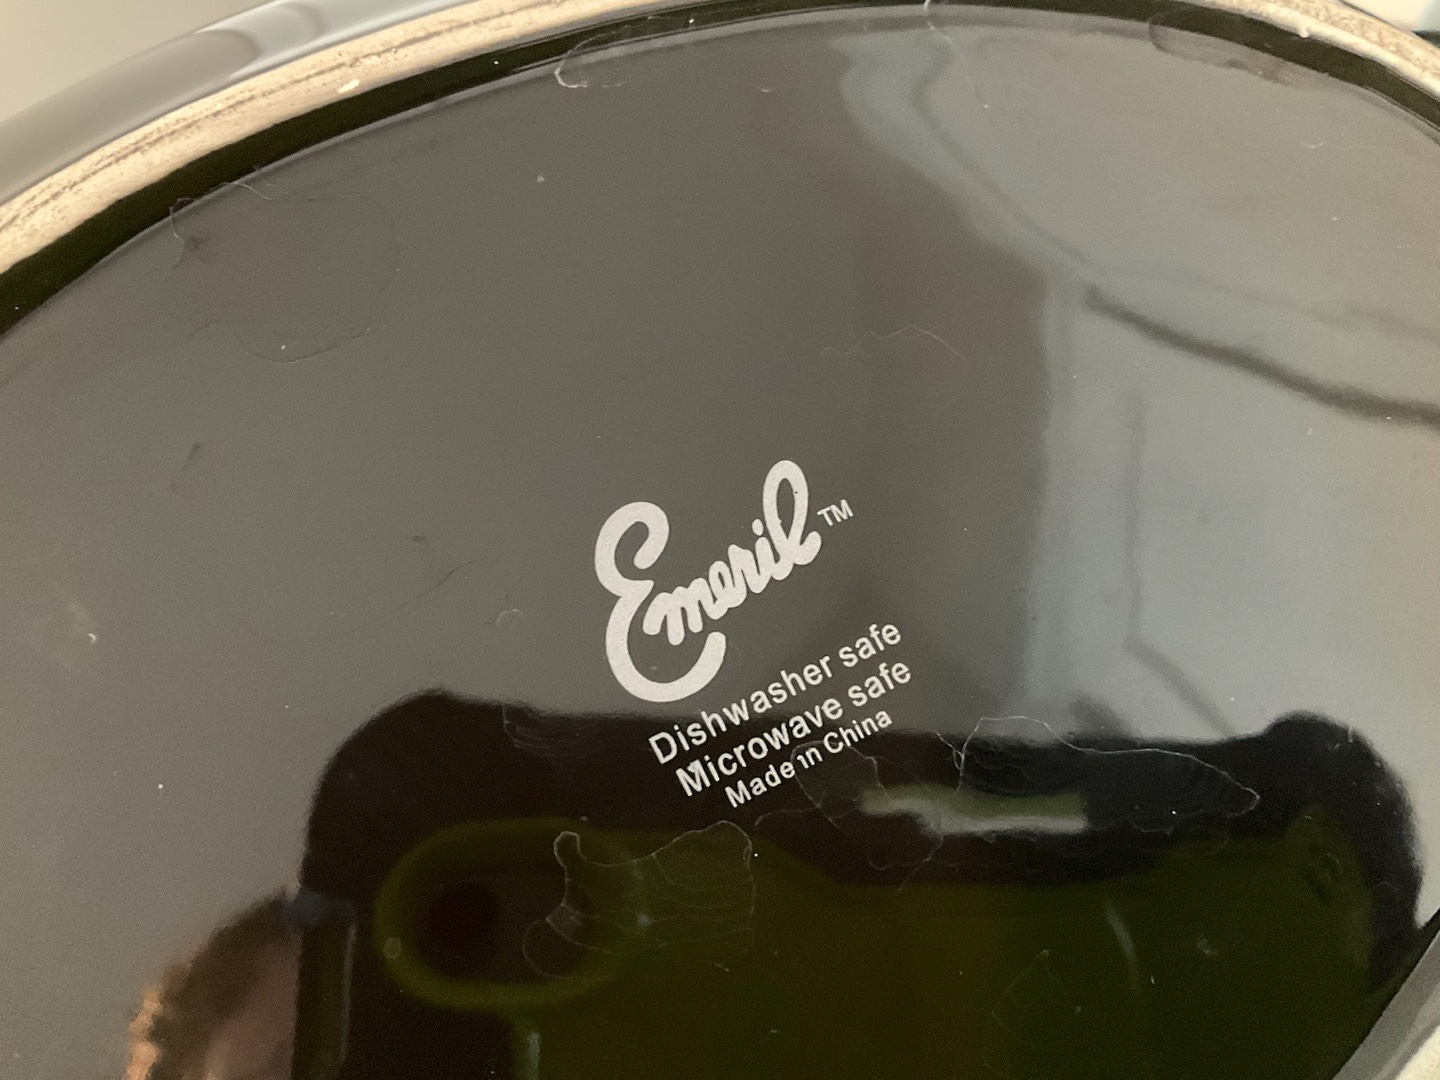 Emeril™
Dishwasher safe
Microwave safe
Made in China